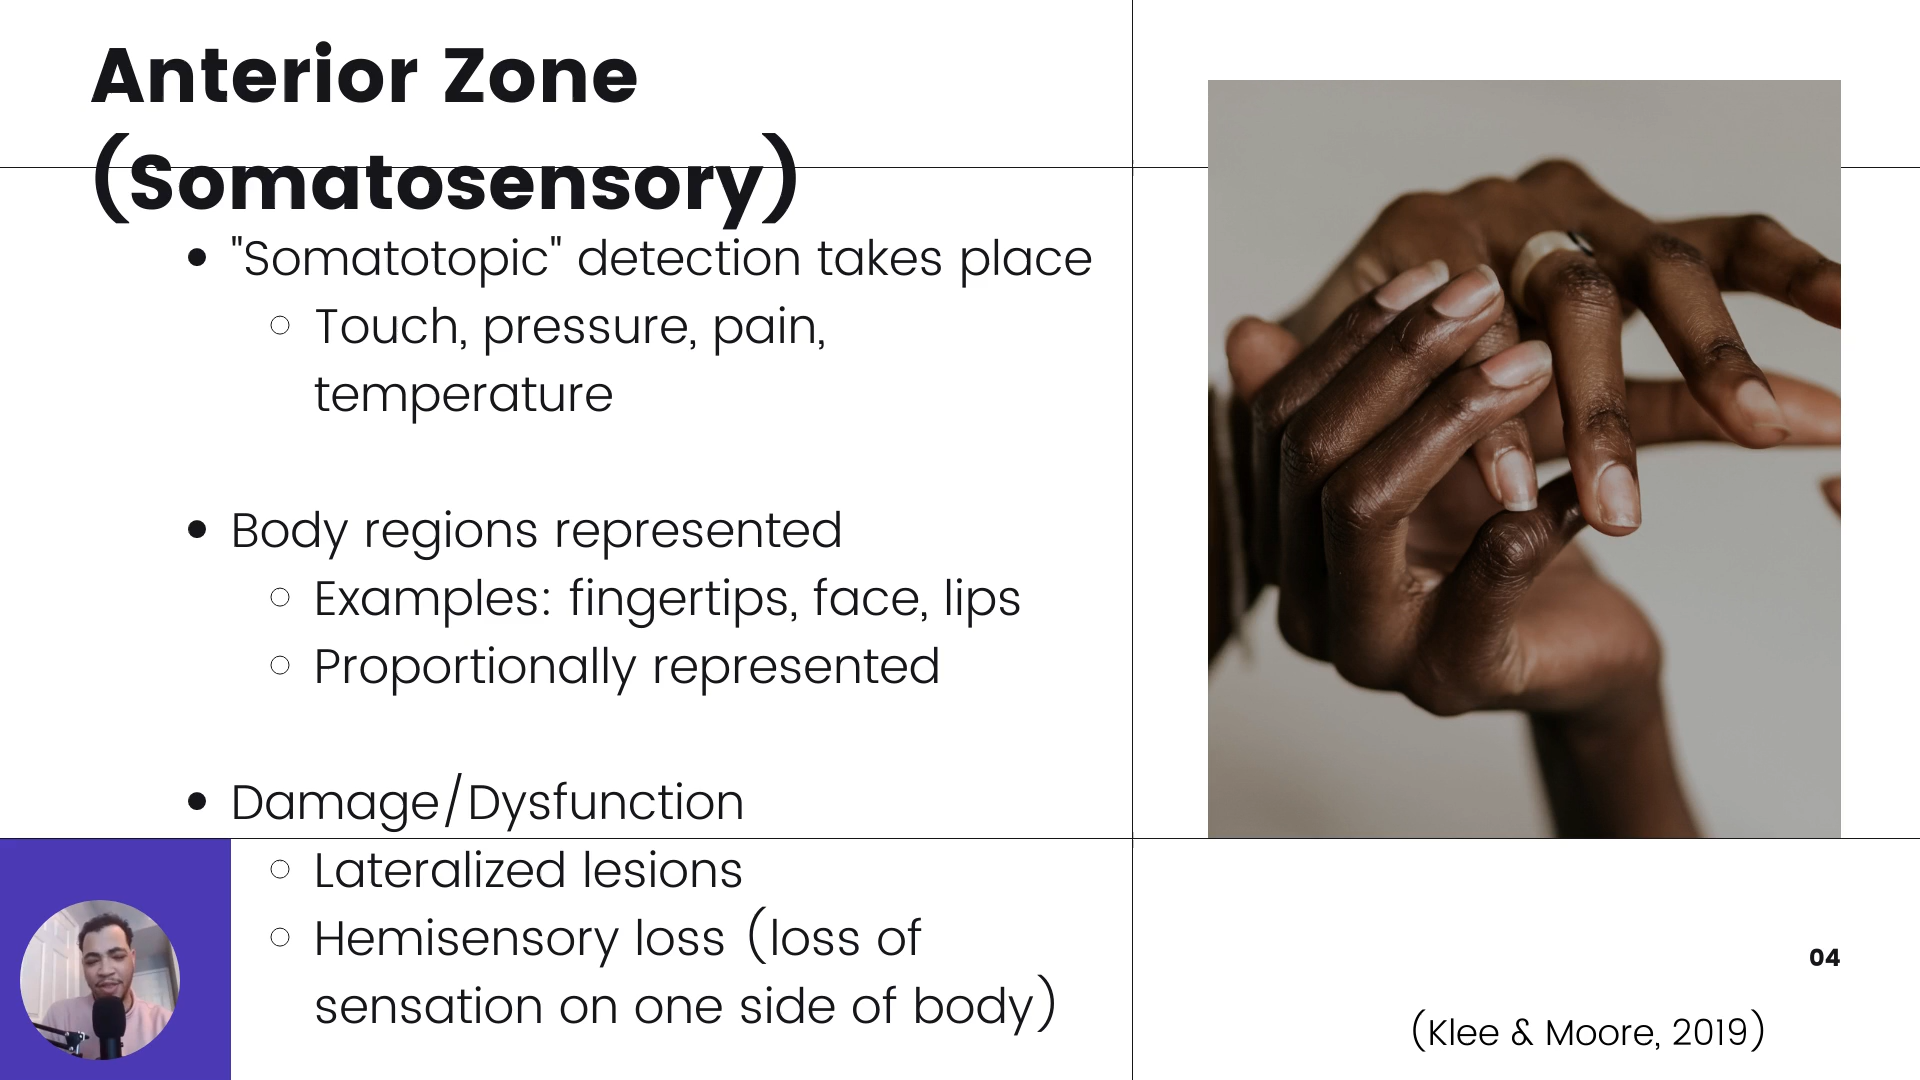 Anterior Zone
(Somatosensory)
• "Somatotopic" detection takes place
○ Touch, pressure, pain,
temperature
• Body regions represented
○ Examples: fingertips, face, lips
○ Proportionally represented
• Damage/Dysfunction
○ Lateralized lesions
○ Hemisensory loss (loss of
sensation on one side of body)
04
(Klee & Moore, 2019)